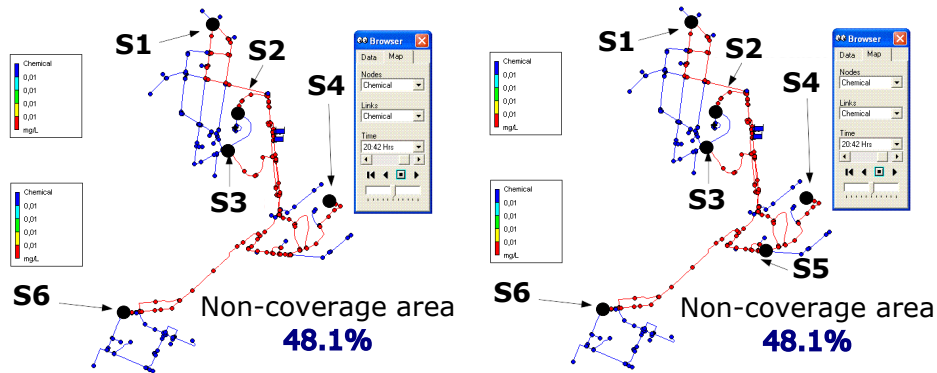 S1
S2
S4
S3
S6
Chemical
0,01
0,01
0,01
0,01
mg/L
Chemical
0,01
0,01
0,01
0,01
mg/L
Browser
Data Map
Nodes
Chemical
Links
Chemical
Time
20:42 Hrs
Non-coverage area
48.1%
S1
S2
S4
S3
S5
S6
Chemical
0,01
0,01
0,01
0,01
mg/L
Chemical
0,01
0,01
0,01
0,01
mg/L
Browser
Data Map
Nodes
Chemical
Links
Chemical
Time
20:42 Hrs
Non-coverage area
48.1%